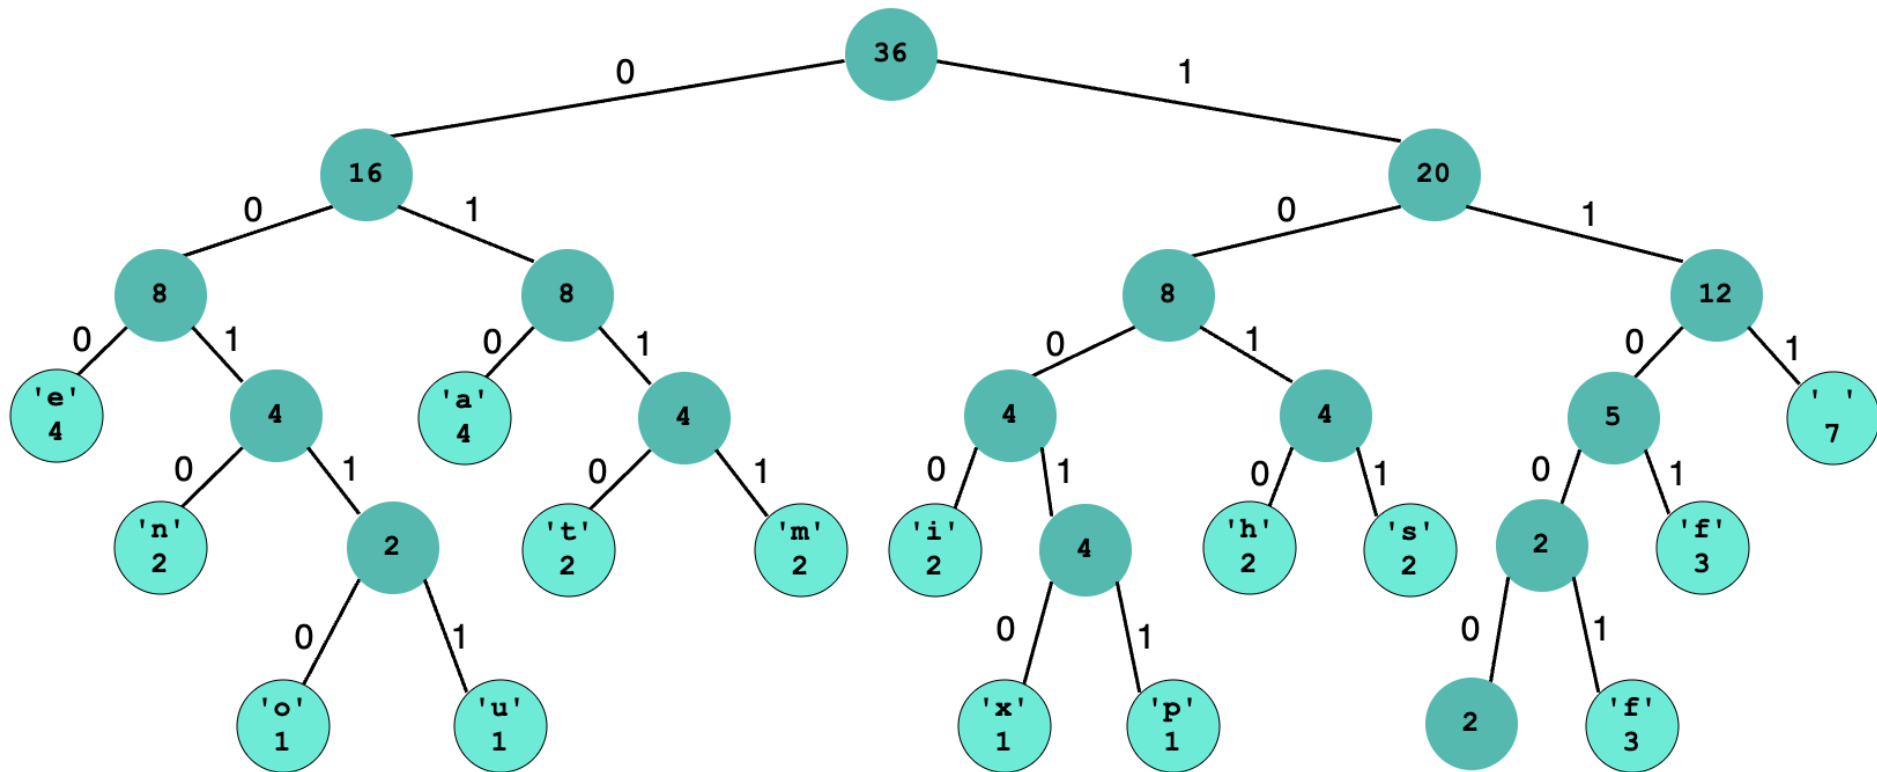 36
0 1
16 20
0 1 0 1
8 8 8 12
0 1 0 1 0 1 0 1
'e' 4 'a' 4 4 4 5 ' '
4 4 7
0 1 0 1 0 1 0 1 0 1
'n' 2 't' 'm' 'i' 4 'h' 's' 2 'f'
2 2 2 2 2 2 3
0 1 0 1 0 1
'o' 'u' 'x' 'p' 2 'f'
1 1 1 1 3